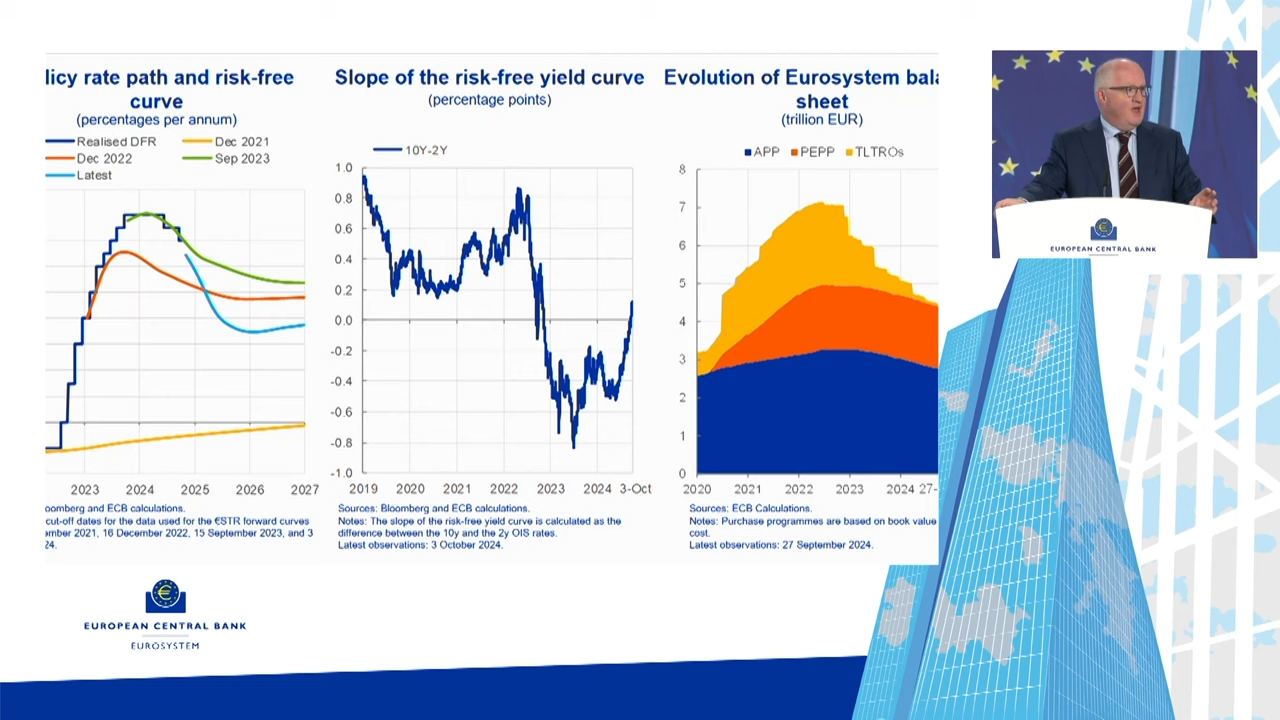 licy rate path and risk-free
curve
(percentages per annum)
Realised DFR
Dec 2021
Dec 2022
Sep 2023
Latest
2023 2024 2025 2026 2027
oomberg and ECB calculations.
cut-off dates for the data used for the €STR forward curves
mber 2021, 16 December 2022, 15 September 2023, and 3
24.
Slope of the risk-free yield curve
(percentage points)
10Y-2Y
1.0
0.8
0.6
0.4
0.2
0.0
-0.2
-0.4
-0.6
-0.8
-1.0
2019 2020 2021 2022 2023 2024 3-Oct
Sources: Bloomberg and ECB calculations.
Notes: The slope of the risk-free yield curve is calculated as the
difference between the 10y and the 2y OIS rates.
Latest observations: 3 October 2024.
Evolution of Eurosystem bala
sheet
(trillion EUR)
APP PEPP TLTROs
8
7
6
5
4
3
2
1
0
2020 2021 2022 2023 2024 27-
Sources: ECB Calculations.
Notes: Purchase programmes are based on book value
cost.
Latest observations: 27 September 2024.
EUROPEAN CENTRAL BANK
EUROPEAN CENTRAL BANK
EUROSYSTEM